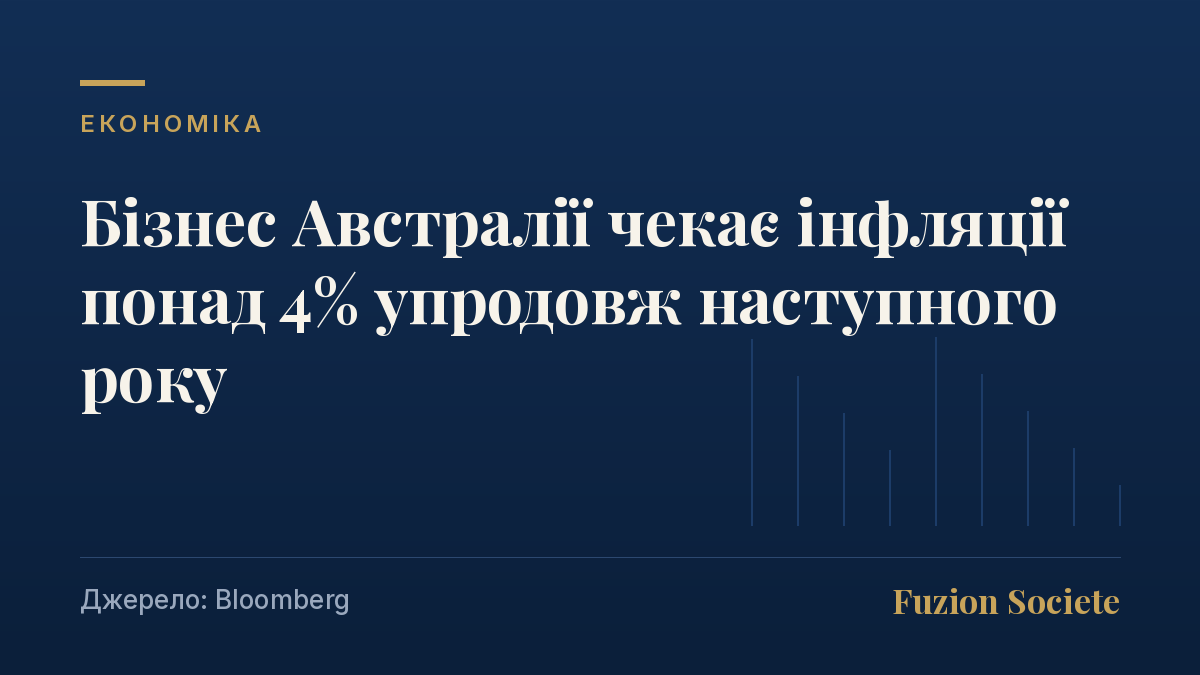 ЕКОНОМІКА
Бізнес Австралії чекає інфляції
понад 4% упродовж наступного
року
Джерело: Bloomberg
Fuzion Societe